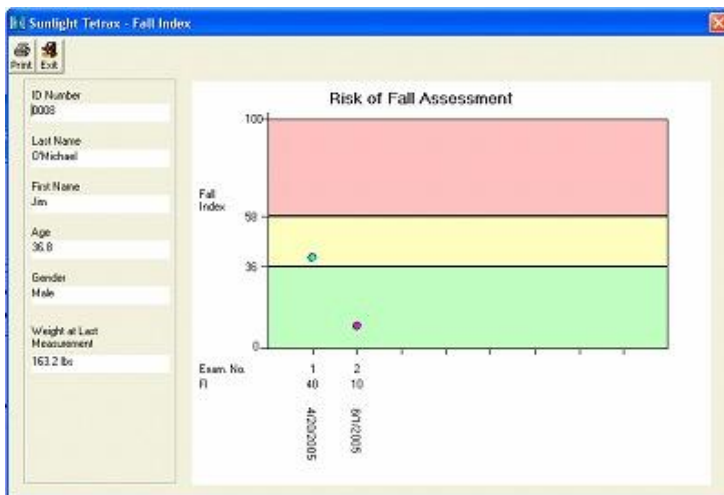 Sunlight Tetrax - Fall Index
Print Exit
ID Number
0008
Last Name
O'Michael
First Name
Jim
Age
36.8
Gender
Male
Weight at Last
Measurement
163.2 lbs
Risk of Fall Assessment
100
Fall
Index
58
36
0
Exam. No. 1 2
FI 40 10
4/20/2005 6/1/2005